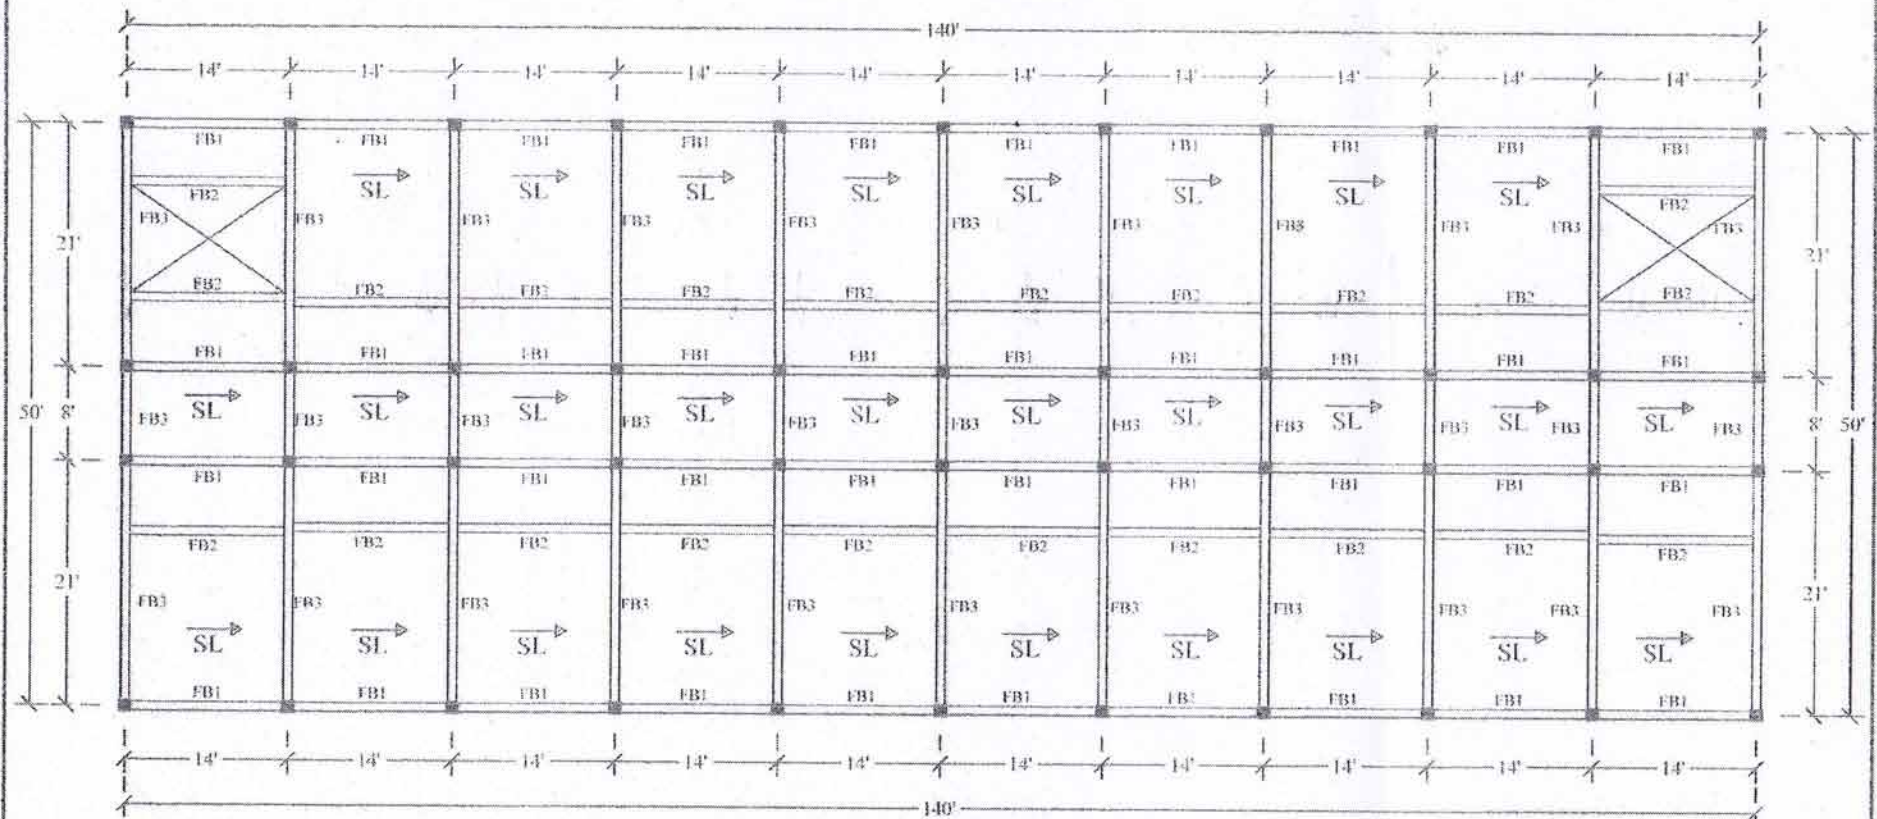 140'
14' 14' 14' 14' 14' 14' 14' 14' 14' 14'
FB1 FB1 FB1 FB1 FB1 FB1 FB1 FB1 FB1 FB1
SL SL SL SL SL SL SL SL
FB2 FB2
FB3 FB3 FB3 FB3 FB3 FB3 FB3 FB3 FB3 FB3
21' 21'
FB2 FB2 FB2 FB2 FB2 FB2 FB2 FB2 FB2
FB1 FB1 FB1 FB1 FB1 FB1 FB1 FB1 FB1 FB1
SL SL SL SL SL SL SL SL SL SL
50' 8' FB3 FB3 FB3 FB3 FB3 FB3 FB3 FB3 FB3 FB3 FB3 8' 50'
FB1 FB1 FB1 FB1 FB1 FB1 FB1 FB1 FB1 FB1
FB2 FB2 FB2 FB2 FB2 FB2 FB2 FB2 FB2 FB2
21' 21'
FB3 FB3 FB3 FB3 FB3 FB3 FB3 FB3 FB3 FB3 FB3
SL SL SL SL SL SL SL SL SL SL
FB1 FB1 FB1 FB1 FB1 FB1 FB1 FB1 FB1 FB1
14' 14' 14' 14' 14' 14' 14' 14' 14' 14'
140'